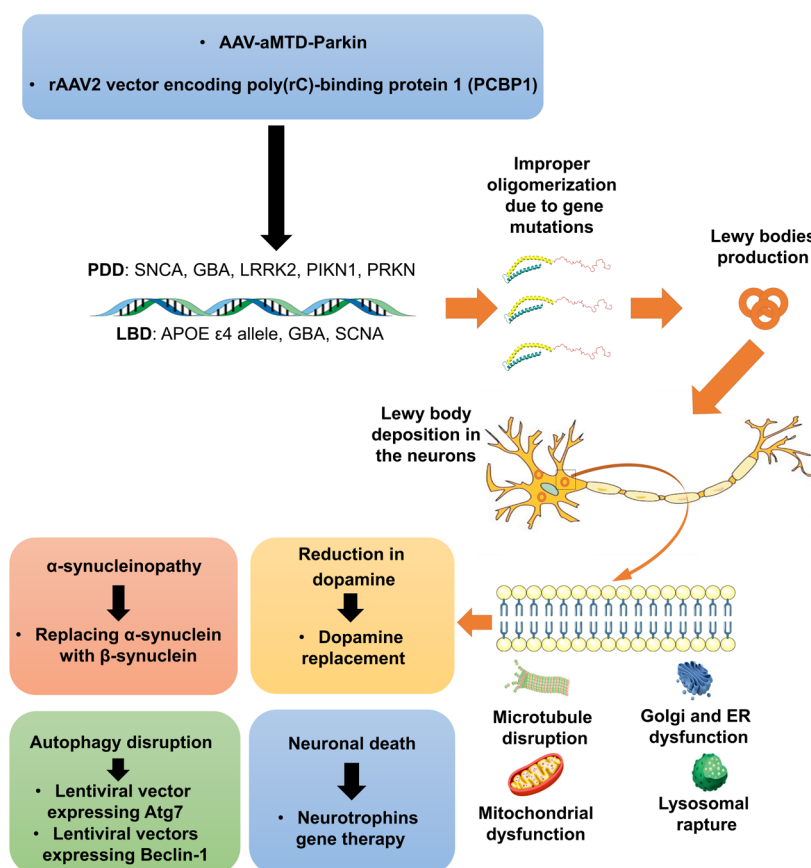 • AAV-aMTD-Parkin
• rAAV2 vector encoding poly(rC)-binding protein 1 (PCBP1)
Improper
oligomerization
due to gene
mutations
Lewy bodies
production
PDD: SNCA, GBA, LRRK2, PIKN1, PRKN
LBD: APOE ε4 allele, GBA, SCNA
Lewy body
deposition in
the neurons
α-synucleinopathy
• Replacing α-synuclein
with β-synuclein
Reduction in
dopamine
• Dopamine
replacement
Autophagy disruption
• Lentiviral vector
expressing Atg7
• Lentiviral vectors
expressing Beclin-1
Neuronal death
• Neurotrophins
gene therapy
Microtubule
disruption
Golgi and ER
dysfunction
Mitochondrial
dysfunction
Lysosomal
rapture